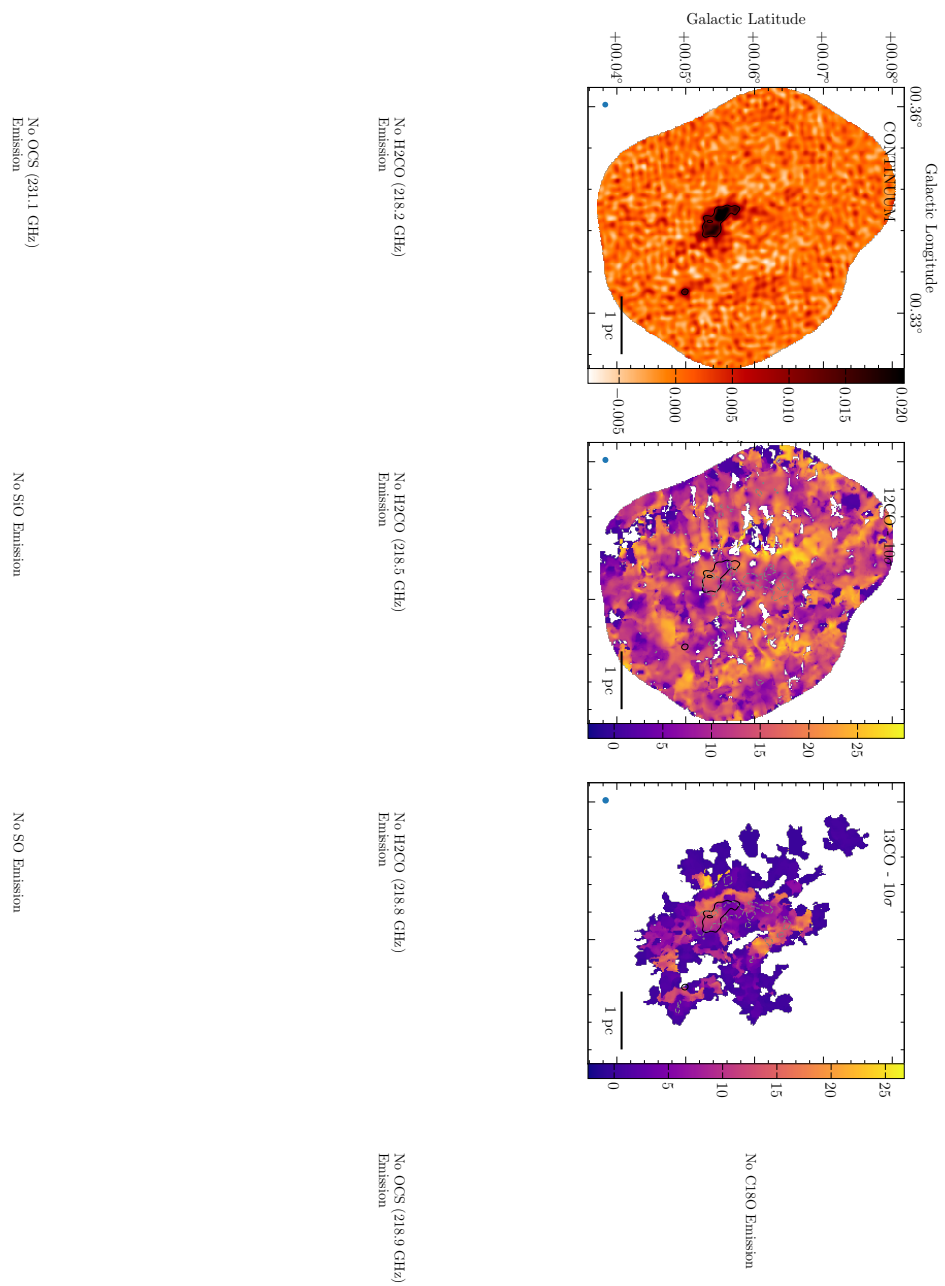 Galactic Latitude
+00.04°
+00.05°
+00.06°
+00.07°
+00.08°
00.36°
00.33°
Galactic Longitude
CONTINUUM
1 pc
0.020
0.015
0.010
0.005
0.000
−0.005
12CO - 10σ
1 pc
0
5
10
15
20
25
13CO - 10σ
1 pc
0
5
10
15
20
25
No C18O Emission
No H2CO (218.2 GHz)
Emission
No H2CO (218.5 GHz)
Emission
No H2CO (218.8 GHz)
Emission
No OCS (218.9 GHz)
Emission
No OCS (231.1 GHz)
Emission
No SiO Emission
No SO Emission